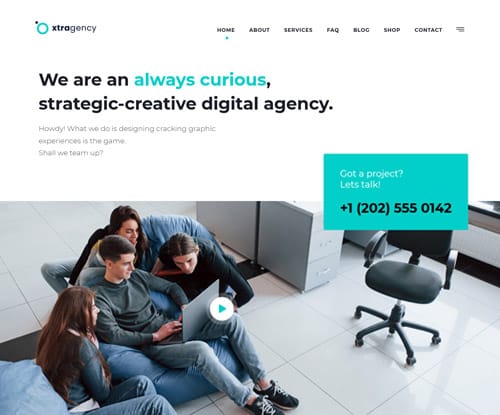 xtragency
HOME ABOUT SERVICES FAQ BLOG SHOP CONTACT
We are an always curious,
strategic-creative digital agency.
Howdy! What we do is designing cracking graphic
experiences is the game.
Shall we team up?
Got a project?
Lets talk!
+1 (202) 555 0142